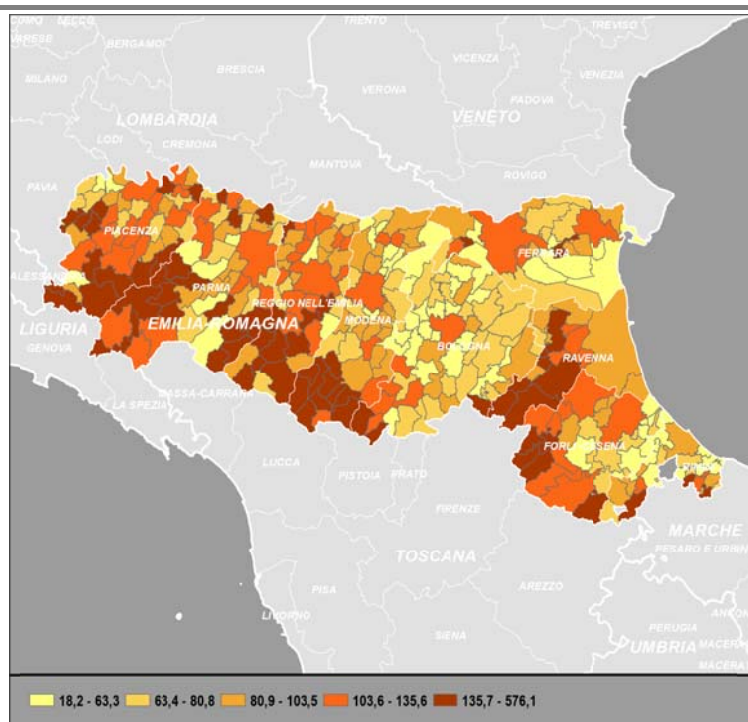 COMO LECCO
VARESE
BERGAMO
TRENTO
TREVISO
BRESCIA
VICENZA
MILANO
VERONA
VENEZIA
PADOVA
LOMBARDIA
VENETO
LODI
CREMONA
MANTOVA
ROVIGO
PAVIA
PIACENZA
FERRARA
ALESSANDRIA
PARMA
REGGIO NELL'EMILIA
LIGURIA
EMILIA-ROMAGNA
MODENA
GENOVA
BOLOGNA
RAVENNA
MASSA-CARRARA
LA SPEZIA
FORLI'-CESENA
LUCCA
RIMINI
PISTOIA
PRATO
FIRENZE
MARCHE
PESARO E URBINO
TOSCANA
PISA
AREZZO
LIVORNO
ANCONA
SIENA
PERUGIA
UMBRIA
MACERA
MACERA
18,2 - 63,3 63,4 - 80,8 80,9 - 103,5 103,6 - 135,6 135,7 - 576,1